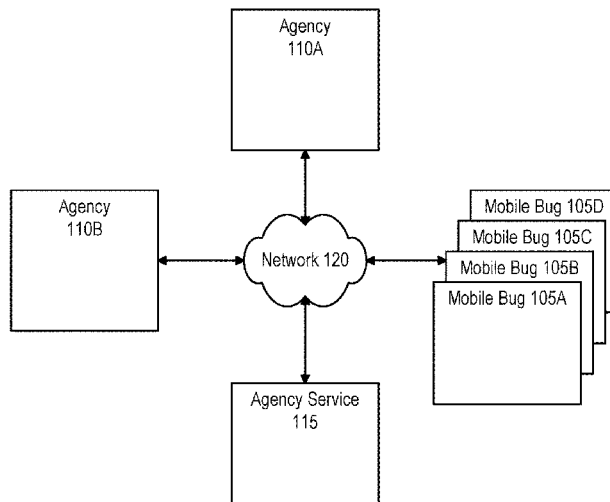 Agency
110A
Agency
110B
Network 120
Mobile Bug 105D
Mobile Bug 105C
Mobile Bug 105B
Mobile Bug 105A
Agency Service
115